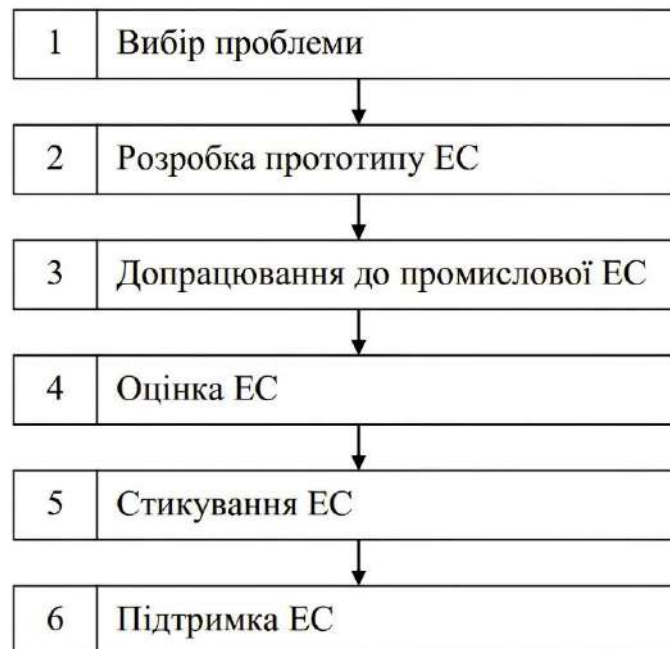 1 Вибір проблеми
2 Розробка прототипу ЕС
3 Допрацювання до промислової ЕС
4 Оцінка ЕС
5 Стикування ЕС
6 Підтримка ЕС